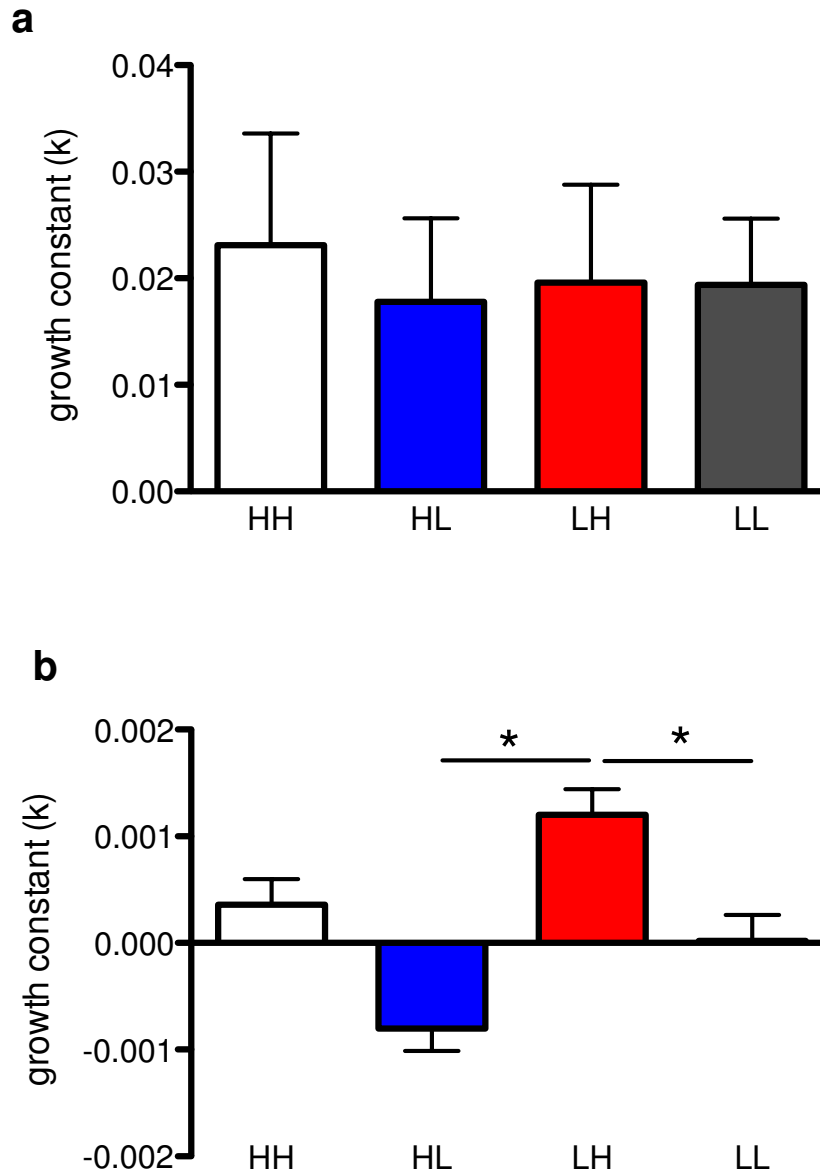 a
growth constant (k)
0.04
0.03
0.02
0.01
0.00
HH HL LH LL
b
growth constant (k)
0.002
* *
0.001
0.000
-0.001
-0.002
HH HL LH LL